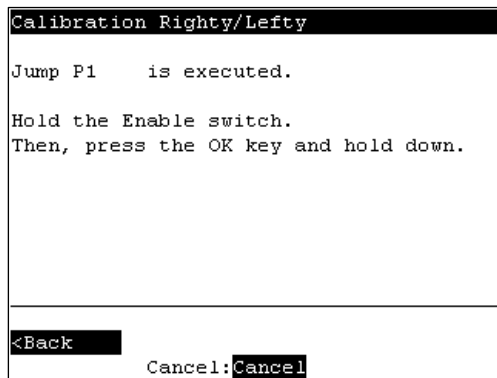 Calibration Righty/Lefty
Jump P1 is executed.
Hold the Enable switch.
Then, press the OK key and hold down.
<Back
Cancel:Cancel